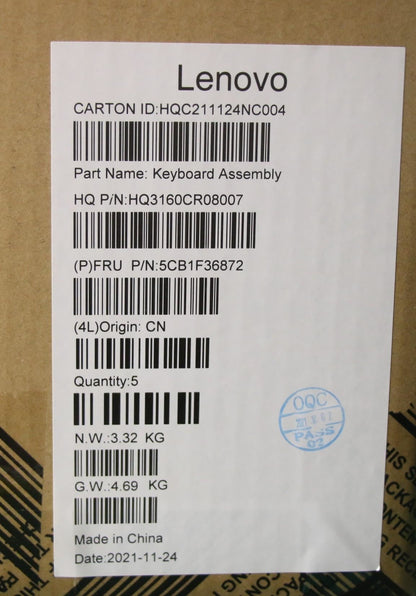 Lenovo
CARTON ID:HQC211124NC004
Part Name: Keyboard Assembly
HQ P/N:HQ3160CR08007
(P)FRU P/N:5CB1F36872
(4L)Origin: CN
Quantity:5
N.W.:3.32 KG
G.W.:4.69 KG
Made in China
Date:2021-11-24
OQC
PASS
02